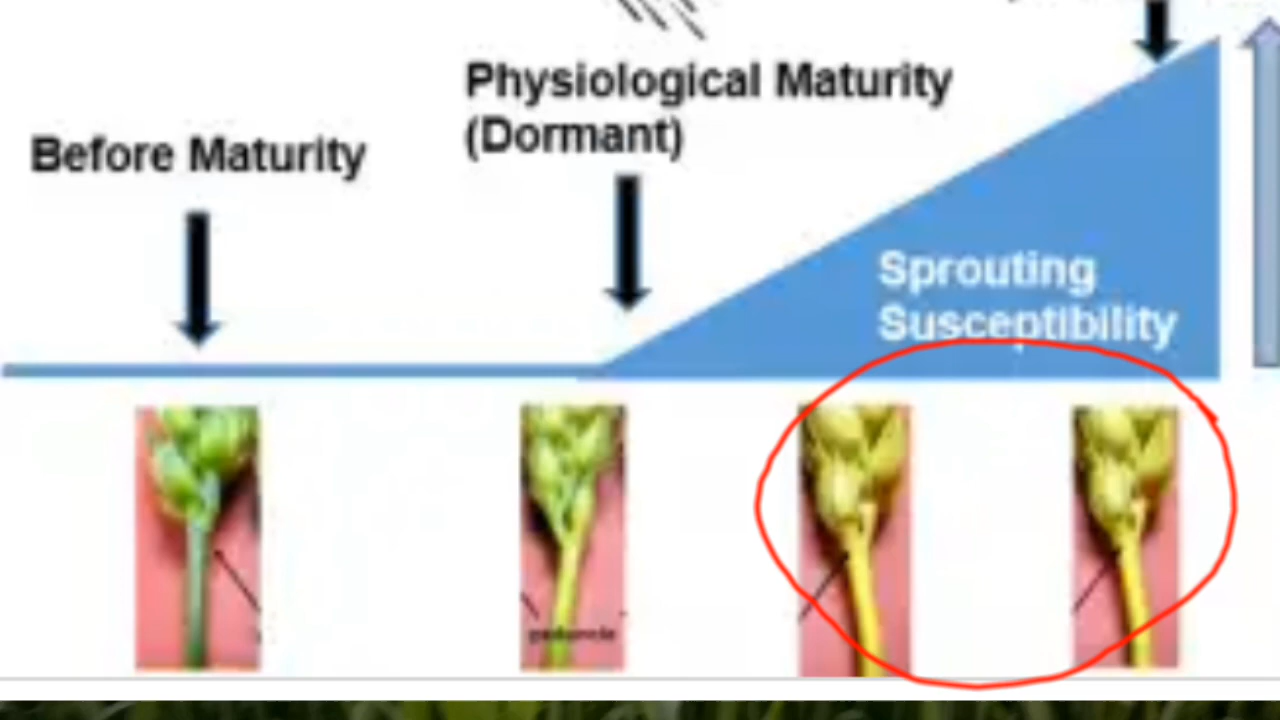 Physiological Maturity
(Dormant)
Before Maturity
Sprouting
Susceptibility
peduncle